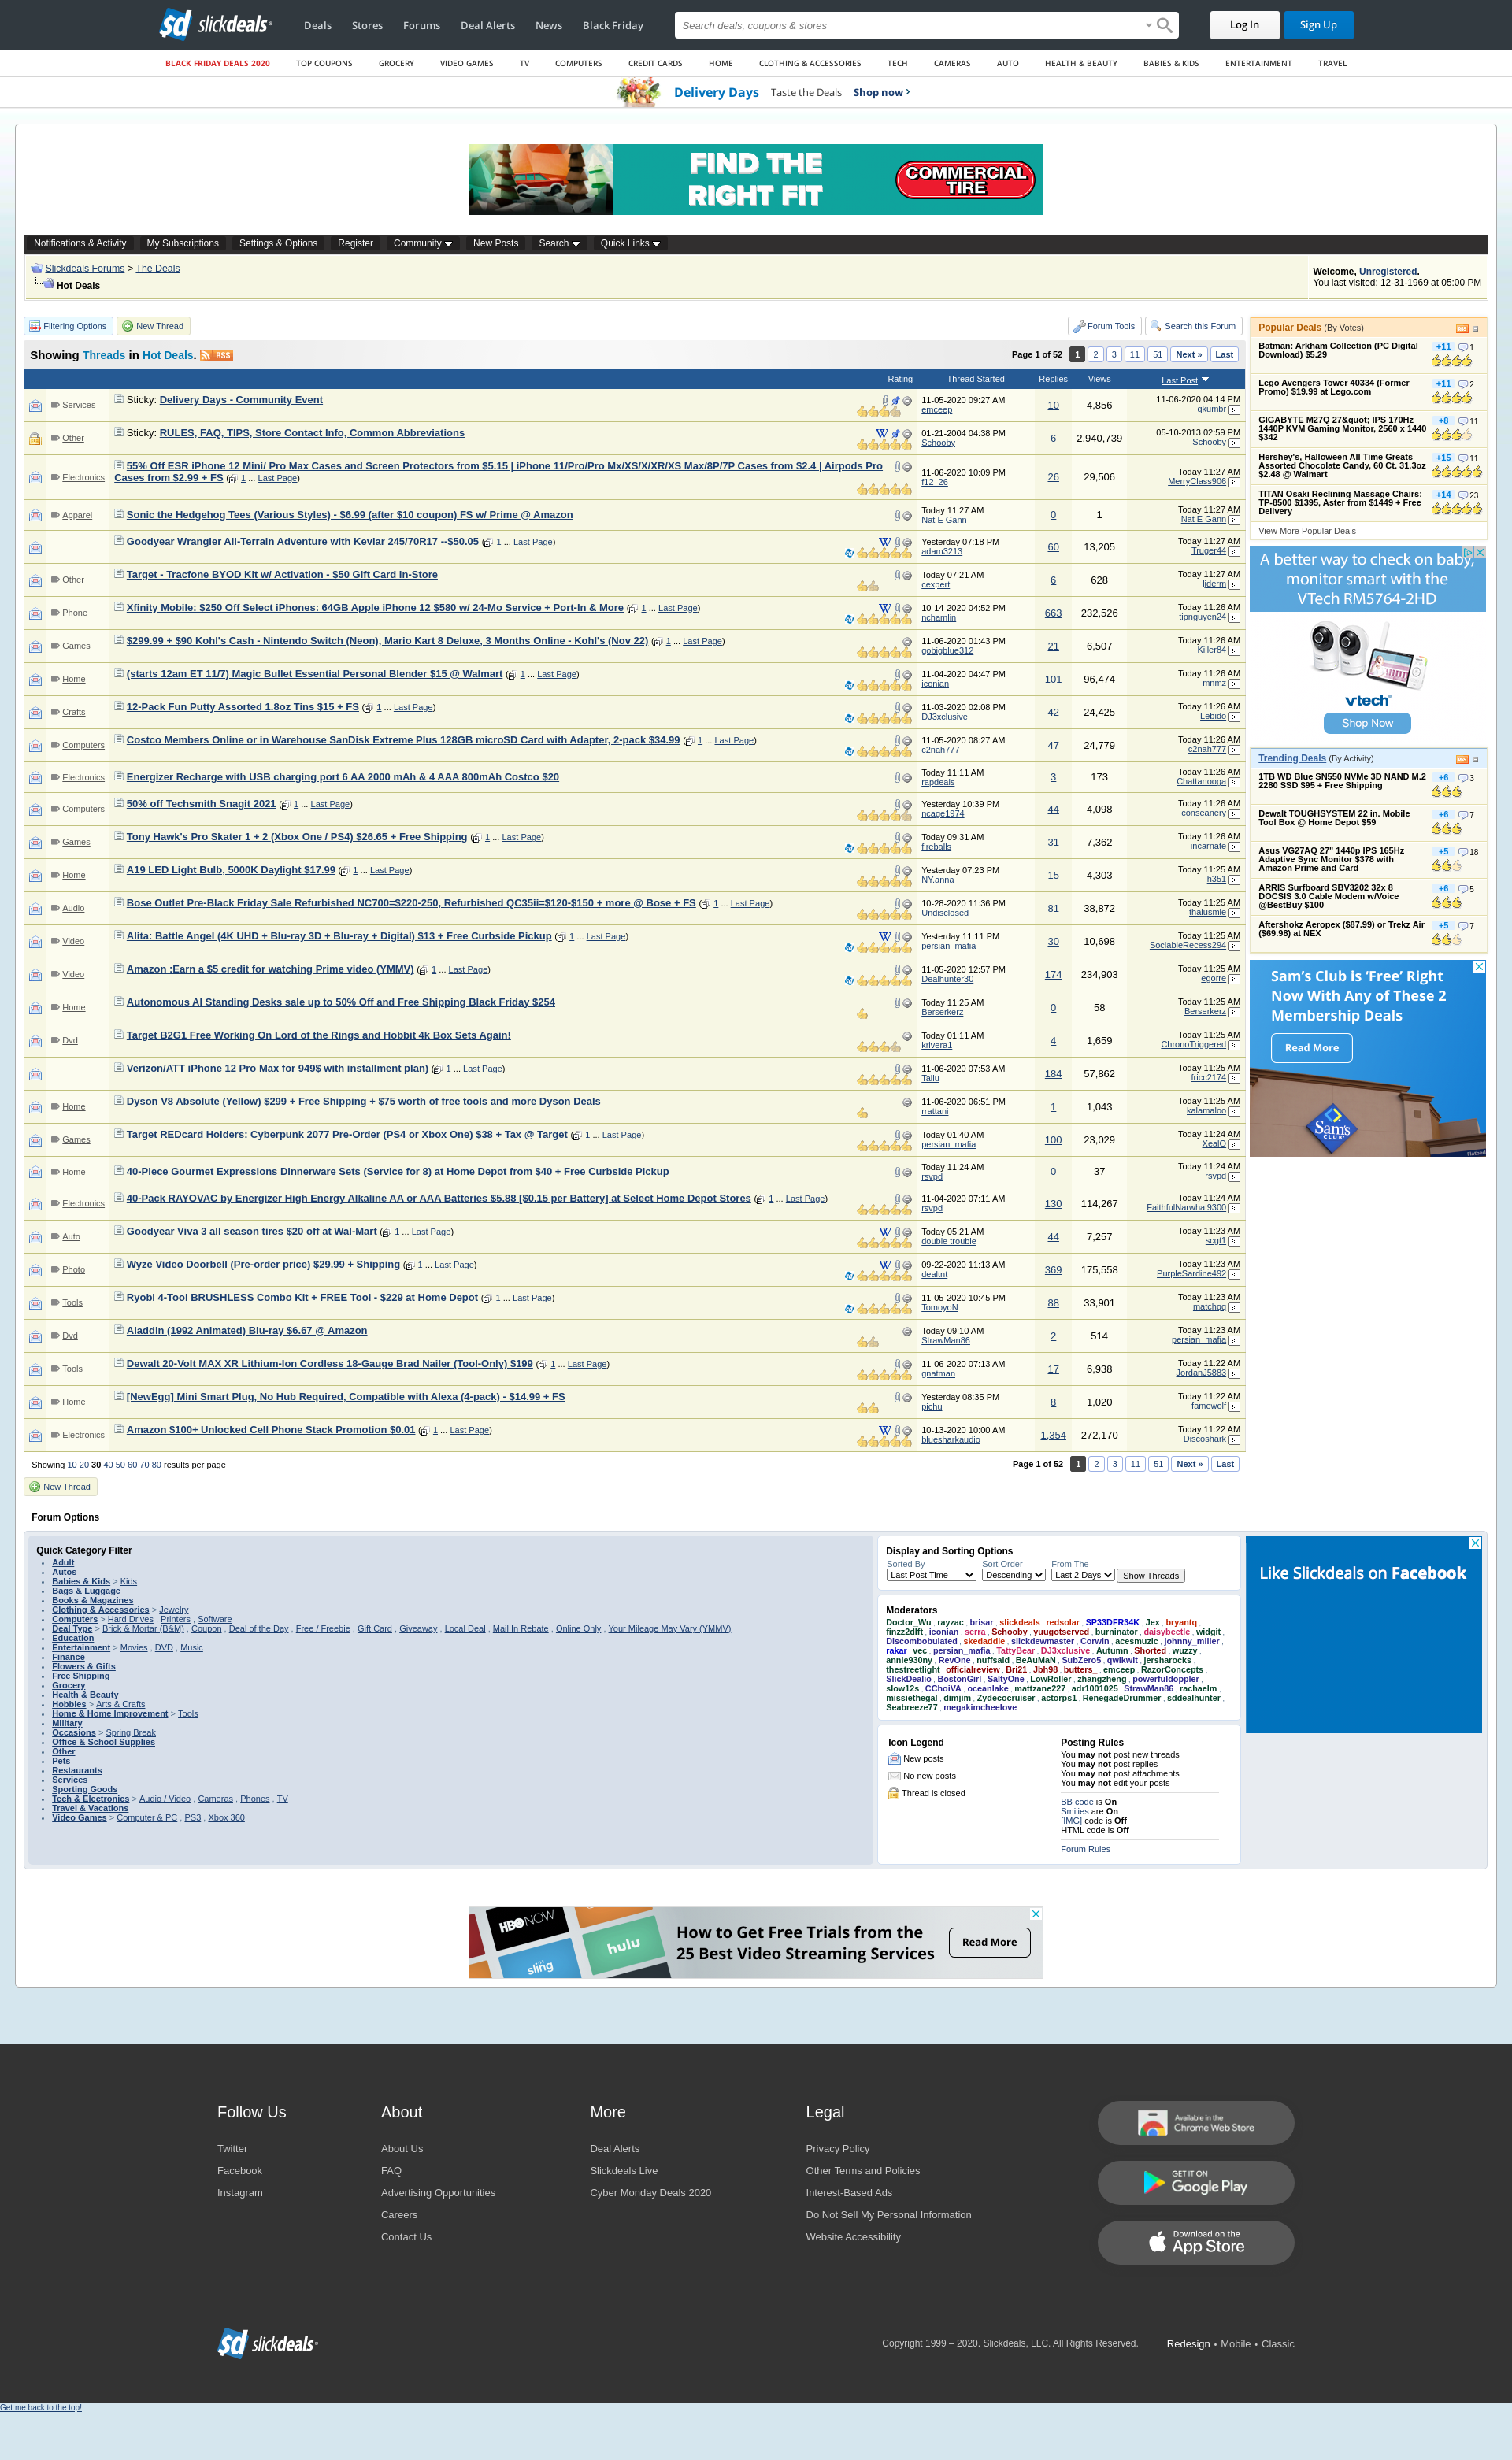 slickdeals
Deals Stores Forums Deal Alerts News Black Friday
Search deals, coupons & stores
Log In Sign Up
BLACK FRIDAY DEALS 2020 TOP COUPONS GROCERY VIDEO GAMES TV COMPUTERS CREDIT CARDS HOME CLOTHING & ACCESSORIES TECH CAMERAS AUTO HEALTH & BEAUTY BABIES & KIDS ENTERTAINMENT TRAVEL
Delivery Days Taste the Deals Shop now ›
FIND THE
RIGHT FIT
COMMERCIAL
TIRE
Notifications & Activity My Subscriptions Settings & Options Register Community New Posts Search Quick Links
Slickdeals Forums > The Deals
Hot Deals
Welcome, Unregistered.
You last visited: 12-31-1969 at 05:00 PM
Filtering Options New Thread Forum Tools Search this Forum
Showing Threads in Hot Deals. RSS
Page 1 of 52 1 2 3 11 51 Next » Last
Rating Thread Started Replies Views Last Post
Services Sticky: Delivery Days - Community Event 11-05-2020 09:27 AM emceep 10 4,856 11-06-2020 04:14 PM qkumbr
Other Sticky: RULES, FAQ, TIPS, Store Contact Info, Common Abbreviations 01-21-2004 04:38 PM Schooby 6 2,940,739 05-10-2013 02:59 PM Schooby
Electronics 55% Off ESR iPhone 12 Mini/ Pro Max Cases and Screen Protectors from $5.15 | iPhone 11/Pro/Pro Mx/XS/X/XR/XS Max/8P/7P Cases from $2.4 | Airpods Pro
Cases from $2.99 + FS ( 1 ... Last Page) 11-06-2020 10:09 PM f12_26 26 29,506 Today 11:27 AM MerryClass906
Apparel Sonic the Hedgehog Tees (Various Styles) - $6.99 (after $10 coupon) FS w/ Prime @ Amazon Today 11:27 AM Nat E Gann 0 1 Today 11:27 AM Nat E Gann
Goodyear Wrangler All-Terrain Adventure with Kevlar 245/70R17 --$50.05 ( 1 ... Last Page) Yesterday 07:18 PM adam3213 60 13,205 Today 11:27 AM Truger44
Other Target - Tracfone BYOD Kit w/ Activation - $50 Gift Card In-Store Today 07:21 AM cexpert 6 628 Today 11:27 AM ljderm
Phone Xfinity Mobile: $250 Off Select iPhones: 64GB Apple iPhone 12 $580 w/ 24-Mo Service + Port-In & More ( 1 ... Last Page) 10-14-2020 04:52 PM nchamlin 663 232,526 Today 11:26 AM tipnguyen24
Games $299.99 + $90 Kohl's Cash - Nintendo Switch (Neon), Mario Kart 8 Deluxe, 3 Months Online - Kohl's (Nov 22) ( 1 ... Last Page) 11-06-2020 01:43 PM gobigblue312 21 6,507 Today 11:26 AM Killer84
Home (starts 12am ET 11/7) Magic Bullet Essential Personal Blender $15 @ Walmart ( 1 ... Last Page) 11-04-2020 04:47 PM iconian 101 96,474 Today 11:26 AM mnmz
Crafts 12-Pack Fun Putty Assorted 1.8oz Tins $15 + FS ( 1 ... Last Page) 11-03-2020 02:08 PM DJ3xclusive 42 24,425 Today 11:26 AM Lebido
Computers Costco Members Online or in Warehouse SanDisk Extreme Plus 128GB microSD Card with Adapter, 2-pack $34.99 ( 1 ... Last Page) 11-05-2020 08:27 AM c2nah777 47 24,779 Today 11:26 AM c2nah777
Electronics Energizer Recharge with USB charging port 6 AA 2000 mAh & 4 AAA 800mAh Costco $20 Today 11:11 AM rapdeals 3 173 Today 11:26 AM Chattanooga
Computers 50% off Techsmith Snagit 2021 ( 1 ... Last Page) Yesterday 10:39 PM ncage1974 44 4,098 Today 11:26 AM conseanery
Games Tony Hawk's Pro Skater 1 + 2 (Xbox One / PS4) $26.65 + Free Shipping ( 1 ... Last Page) Today 09:31 AM fireballs 31 7,362 Today 11:26 AM incarnate
Home A19 LED Light Bulb, 5000K Daylight $17.99 ( 1 ... Last Page) Yesterday 07:23 PM NY.anna 15 4,303 Today 11:25 AM h351
Audio Bose Outlet Pre-Black Friday Sale Refurbished NC700=$220-250, Refurbished QC35ii=$120-$150 + more @ Bose + FS ( 1 ... Last Page) 10-28-2020 11:36 PM Undisclosed 81 38,872 Today 11:25 AM thaiusmle
Video Alita: Battle Angel (4K UHD + Blu-ray 3D + Blu-ray + Digital) $13 + Free Curbside Pickup ( 1 ... Last Page) Yesterday 11:11 PM persian_mafia 30 10,698 Today 11:25 AM SociableRecess294
Video Amazon :Earn a $5 credit for watching Prime video (YMMV) ( 1 ... Last Page) 11-05-2020 12:57 PM Dealhunter30 174 234,903 Today 11:25 AM egorre
Home Autonomous AI Standing Desks sale up to 50% Off and Free Shipping Black Friday $254 Today 11:25 AM Berserkerz 0 58 Today 11:25 AM Berserkerz
Dvd Target B2G1 Free Working On Lord of the Rings and Hobbit 4k Box Sets Again! Today 01:11 AM krivera1 4 1,659 Today 11:25 AM ChronoTriggered
Verizon/ATT iPhone 12 Pro Max for 949$ with installment plan) ( 1 ... Last Page) 11-06-2020 07:53 AM Tallu 184 57,862 Today 11:25 AM fricc2174
Home Dyson V8 Absolute (Yellow) $299 + Free Shipping + $75 worth of free tools and more Dyson Deals 11-06-2020 06:51 PM rrattani 1 1,043 Today 11:25 AM kalamaloo
Games Target REDcard Holders: Cyberpunk 2077 Pre-Order (PS4 or Xbox One) $38 + Tax @ Target ( 1 ... Last Page) Today 01:40 AM persian_mafia 100 23,029 Today 11:24 AM XealO
Home 40-Piece Gourmet Expressions Dinnerware Sets (Service for 8) at Home Depot from $40 + Free Curbside Pickup Today 11:24 AM rsvpd 0 37 Today 11:24 AM rsvpd
Electronics 40-Pack RAYOVAC by Energizer High Energy Alkaline AA or AAA Batteries $5.88 [$0.15 per Battery] at Select Home Depot Stores ( 1 ... Last Page) 11-04-2020 07:11 AM rsvpd 130 114,267 Today 11:24 AM FaithfulNarwhal9300
Auto Goodyear Viva 3 all season tires $20 off at Wal-Mart ( 1 ... Last Page) Today 05:21 AM double trouble 44 7,257 Today 11:23 AM scgt1
Photo Wyze Video Doorbell (Pre-order price) $29.99 + Shipping ( 1 ... Last Page) 09-22-2020 11:13 AM dealtnt 369 175,558 Today 11:23 AM PurpleSardine492
Tools Ryobi 4-Tool BRUSHLESS Combo Kit + FREE Tool - $229 at Home Depot ( 1 ... Last Page) 11-05-2020 10:45 PM TomoyoN 88 33,901 Today 11:23 AM matchqq
Dvd Aladdin (1992 Animated) Blu-ray $6.67 @ Amazon Today 09:10 AM StrawMan86 2 514 Today 11:23 AM persian_mafia
Tools Dewalt 20-Volt MAX XR Lithium-Ion Cordless 18-Gauge Brad Nailer (Tool-Only) $199 ( 1 ... Last Page) 11-06-2020 07:13 AM gnatman 17 6,938 Today 11:22 AM JordanJ5883
Home [NewEgg] Mini Smart Plug, No Hub Required, Compatible with Alexa (4-pack) - $14.99 + FS Yesterday 08:35 PM pichu 8 1,020 Today 11:22 AM famewolf
Electronics Amazon $100+ Unlocked Cell Phone Stack Promotion $0.01 ( 1 ... Last Page) 10-13-2020 10:00 AM bluesharkaudio 1,354 272,170 Today 11:22 AM Discoshark
Showing 10 20 30 40 50 60 70 80 results per page
Page 1 of 52 1 2 3 11 51 Next » Last
New Thread
Popular Deals (By Votes)
Batman: Arkham Collection (PC Digital +11 1
Download) $5.29
Lego Avengers Tower 40334 (Former +11 2
Promo) $19.99 at Lego.com
GIGABYTE M27Q 27&quot; IPS 170Hz +8 11
1440P KVM Gaming Monitor, 2560 x 1440
$342
Hershey's, Halloween All Time Greats +15 11
Assorted Chocolate Candy, 60 Ct. 31.3oz
$2.48 @ Walmart
TITAN Osaki Reclining Massage Chairs: +14 23
TP-8500 $1395, Aster from $1449 + Free
Delivery
View More Popular Deals
A better way to check on baby,
monitor smart with the
VTech RM5764-2HD
vtech
Shop Now
Trending Deals (By Activity)
1TB WD Blue SN550 NVMe 3D NAND M.2 +6 3
2280 SSD $95 + Free Shipping
Dewalt TOUGHSYSTEM 22 in. Mobile +6 7
Tool Box @ Home Depot $59
Asus VG27AQ 27" 1440p IPS 165Hz +5 18
Adaptive Sync Monitor $378 with
Amazon Prime and Card
ARRIS Surfboard SBV3202 32x 8 +6 5
DOCSIS 3.0 Cable Modem w/Voice
@BestBuy $100
Aftershokz Aeropex ($87.99) or Trekz Air +5 7
($69.98) at NEX
Sam's Club is 'Free' Right
Now With Any of These 2
Membership Deals
Read More
Sam's
CLUB
Forum Options
Quick Category Filter
Adult
Autos
Babies & Kids > Kids
Bags & Luggage
Books & Magazines
Clothing & Accessories > Jewelry
Computers > Hard Drives , Printers , Software
Deal Type > Brick & Mortar (B&M) , Coupon , Deal of the Day , Free / Freebie , Gift Card , Giveaway , Local Deal , Mail In Rebate , Online Only , Your Mileage May Vary (YMMV)
Education
Entertainment > Movies , DVD , Music
Finance
Flowers & Gifts
Free Shipping
Grocery
Health & Beauty
Hobbies > Arts & Crafts
Home & Home Improvement > Tools
Military
Occasions > Spring Break
Office & School Supplies
Other
Pets
Restaurants
Services
Sporting Goods
Tech & Electronics > Audio / Video , Cameras , Phones , TV
Travel & Vacations
Video Games > Computer & PC , PS3 , Xbox 360
Display and Sorting Options
Sorted By Sort Order From The
Last Post Time Descending Last 2 Days Show Threads
Moderators
Doctor_Wu , rayzac , brisar , slickdeals , redsolar , SP33DFR34K , Jex , bryantq ,
finzz2dlft , iconian , serra , Schooby , yuugotserved , burninator , daisybeetle , widgit ,
Discombobulated , skedaddle , slickdewmaster , Corwin , acesmuzic , johnny_miller ,
rakar , vec , persian_mafia , TattyBear , DJ3xclusive , Autumn , Shorted , wuzzy ,
annie930ny , RevOne , nuffsaid , BeAuMaN , SubZero5 , qwikwit , jersharocks ,
thestreetlight , officialreview , Bri21 , Jbh98 , butters_ , emceep , RazorConcepts ,
SlickDealio , BostonGirl , SaltyOne , LowRoller , zhangzheng , powerfuldoppler ,
slow12s , CChoiVA , oceanlake , mattzane227 , adr1001025 , StrawMan86 , rachaelm ,
missiethegal , dimjim , Zydecocruiser , actorps1 , RenegadeDrummer , sddealhunter ,
Seabreeze77 , megakimcheelove
Icon Legend
New posts
No new posts
Thread is closed
Posting Rules
You may not post new threads
You may not post replies
You may not post attachments
You may not edit your posts
BB code is On
Smilies are On
[IMG] code is Off
HTML code is Off
Forum Rules
Like Slickdeals on Facebook
HBO NOW
sling
hulu
How to Get Free Trials from the
25 Best Video Streaming Services
Read More
Follow Us
Twitter
Facebook
Instagram
About
About Us
FAQ
Advertising Opportunities
Careers
Contact Us
More
Deal Alerts
Slickdeals Live
Cyber Monday Deals 2020
Legal
Privacy Policy
Other Terms and Policies
Interest-Based Ads
Do Not Sell My Personal Information
Website Accessibility
Available in the
Chrome Web Store
GET IT ON
Google Play
Download on the
App Store
slickdeals
Copyright 1999 – 2020. Slickdeals, LLC. All Rights Reserved. Redesign • Mobile • Classic
Get me back to the top!